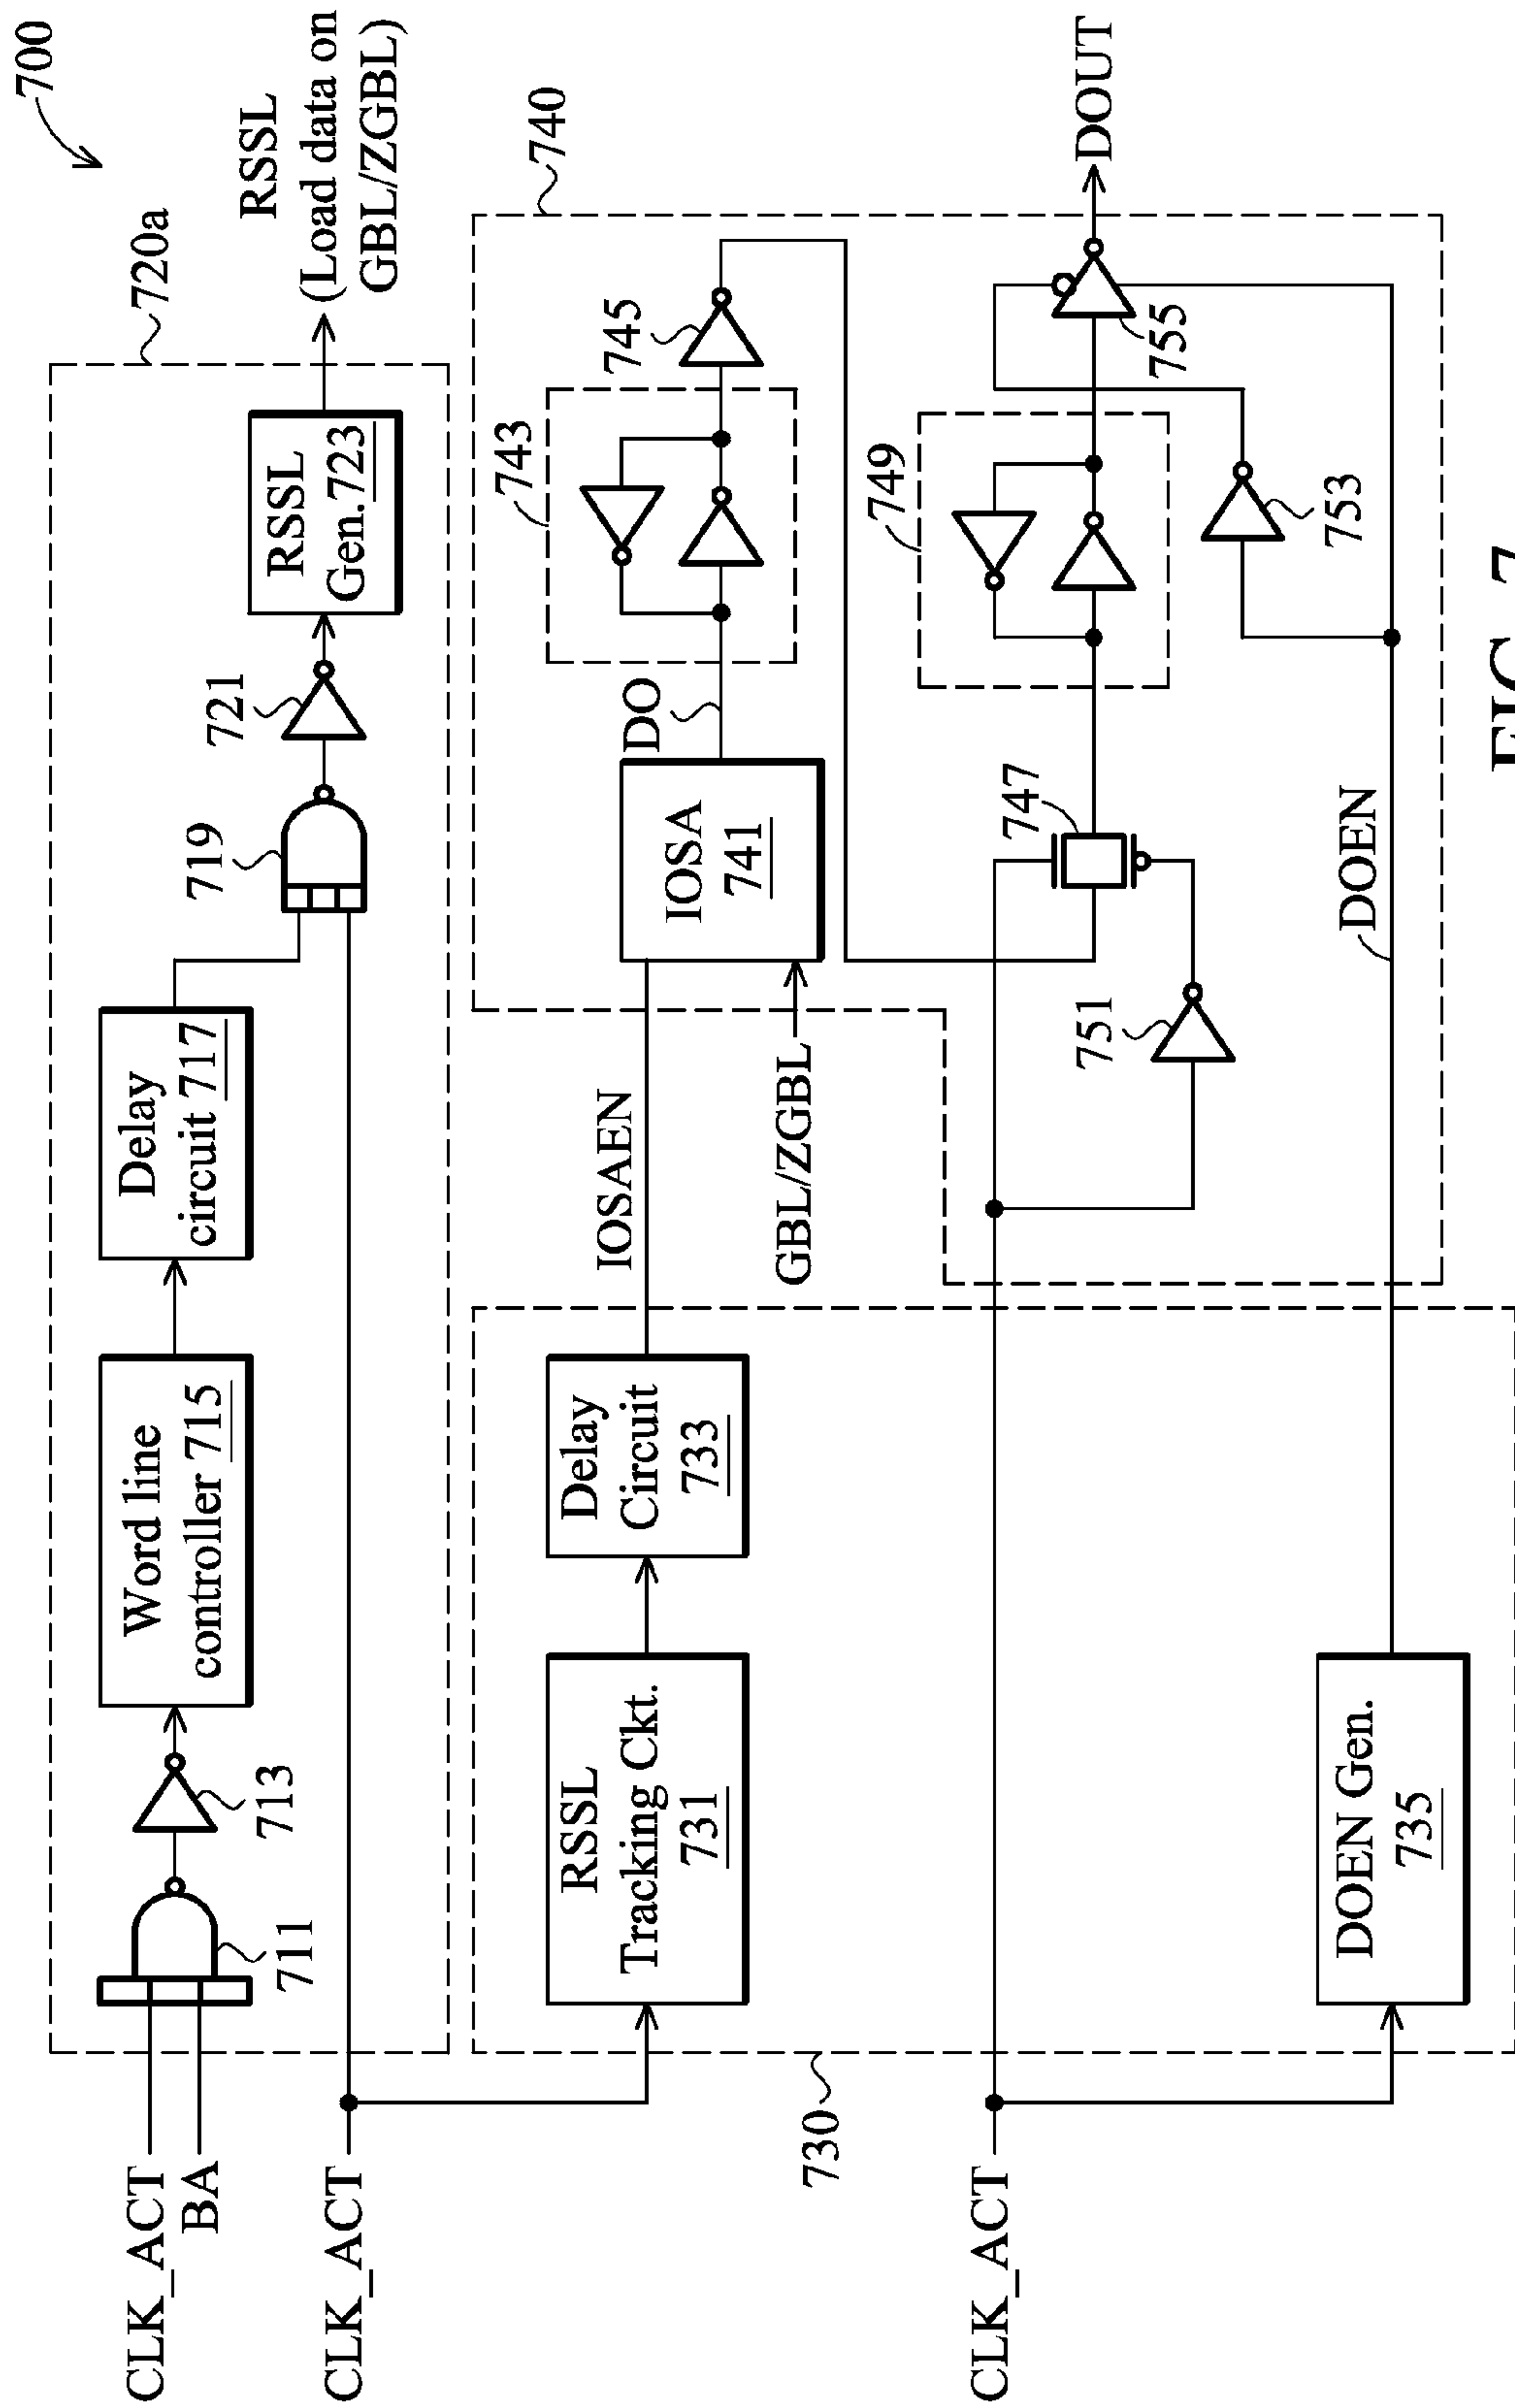 700
720a
CLK_ACT
BA
711
713
Word line
controller 715
Delay
circuit 717
719
721
RSSL
Gen. 723
RSSL
(Load data on
GBL/ZGBL)
CLK_ACT
730
RSSL
Tracking Ckt.
731
Delay
Circuit
733
IOSAEN
GBL/ZGBL
IOSA
741
DO
743
745
740
CLK_ACT
751
747
749
753
755
DOUT
DOEN Gen.
735
DOEN